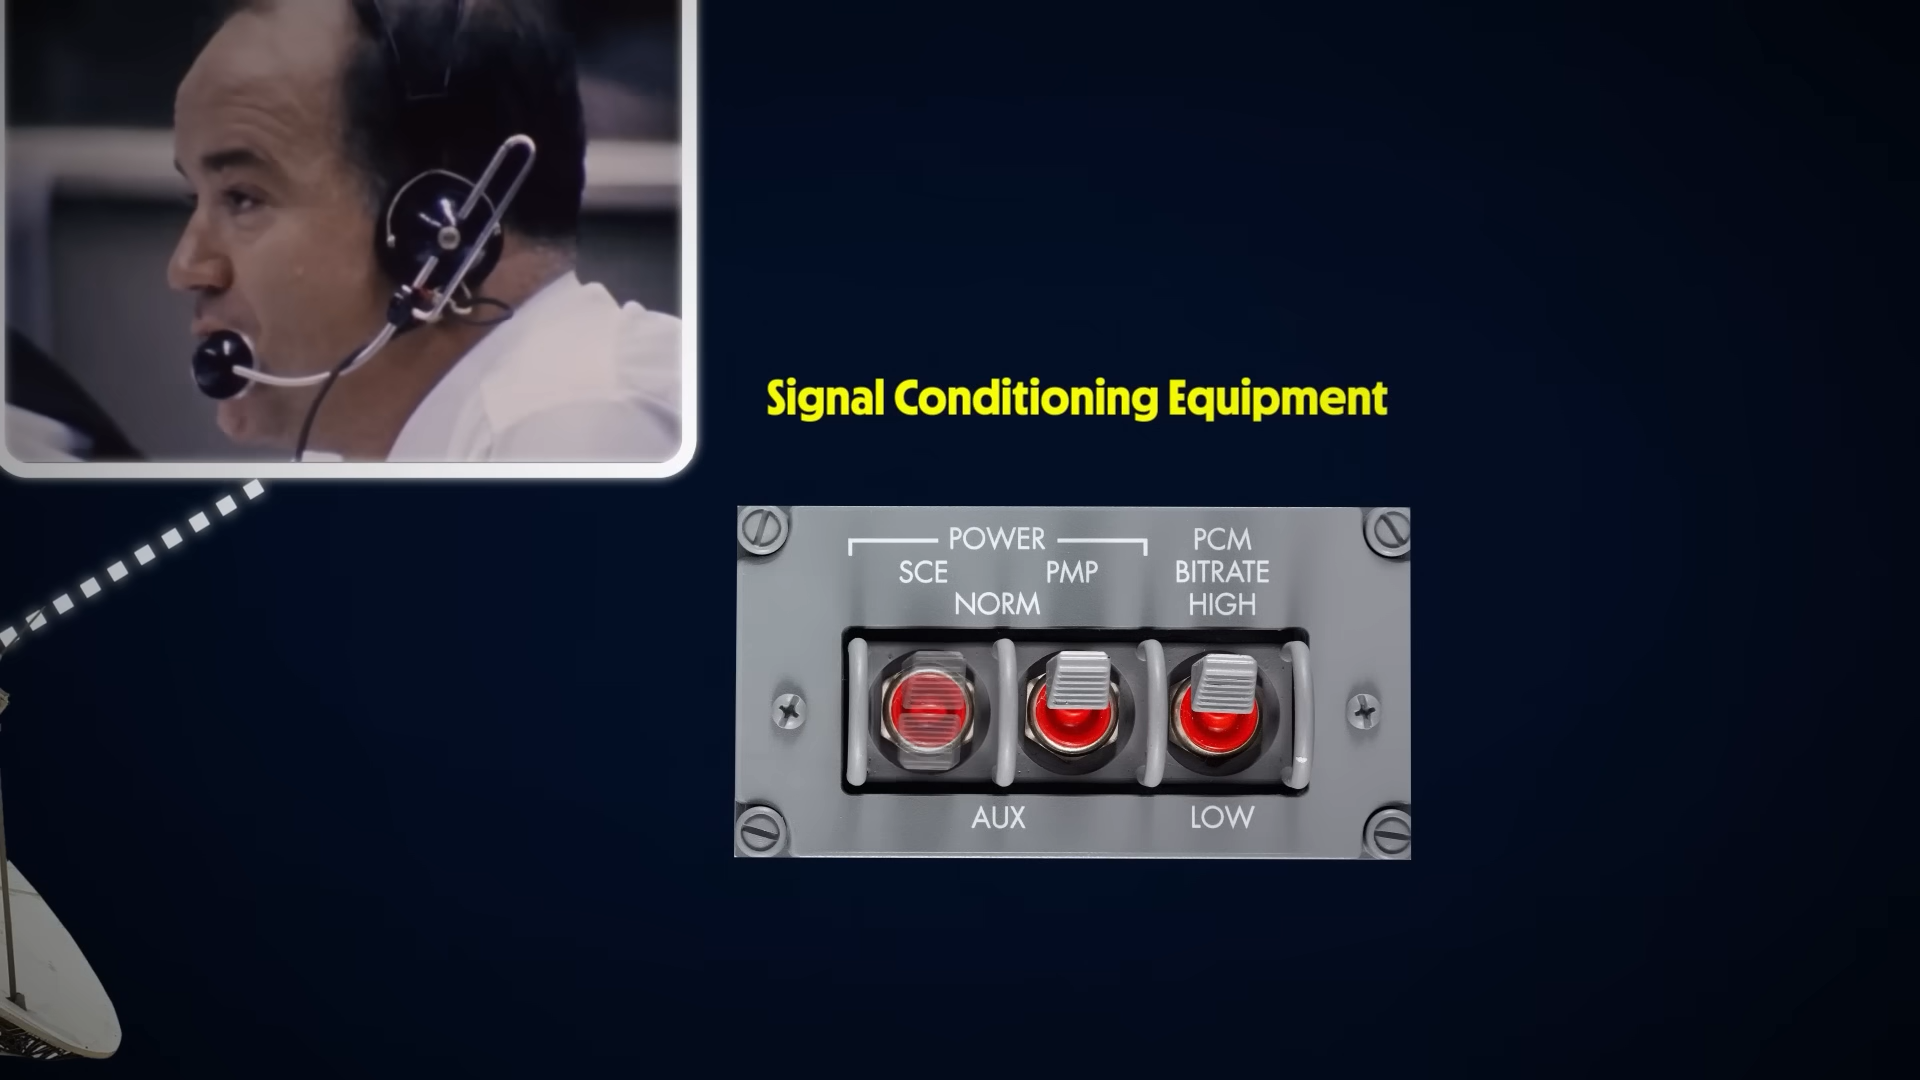 Signal Conditioning Equipment
POWER
SCE PMP
NORM
PCM
BITRATE
HIGH
AUX
LOW